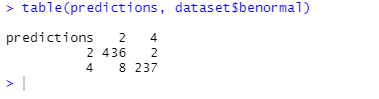 > table(predictions, dataset$benormal)
predictions 2 4
2 436 2
4 8 237
>